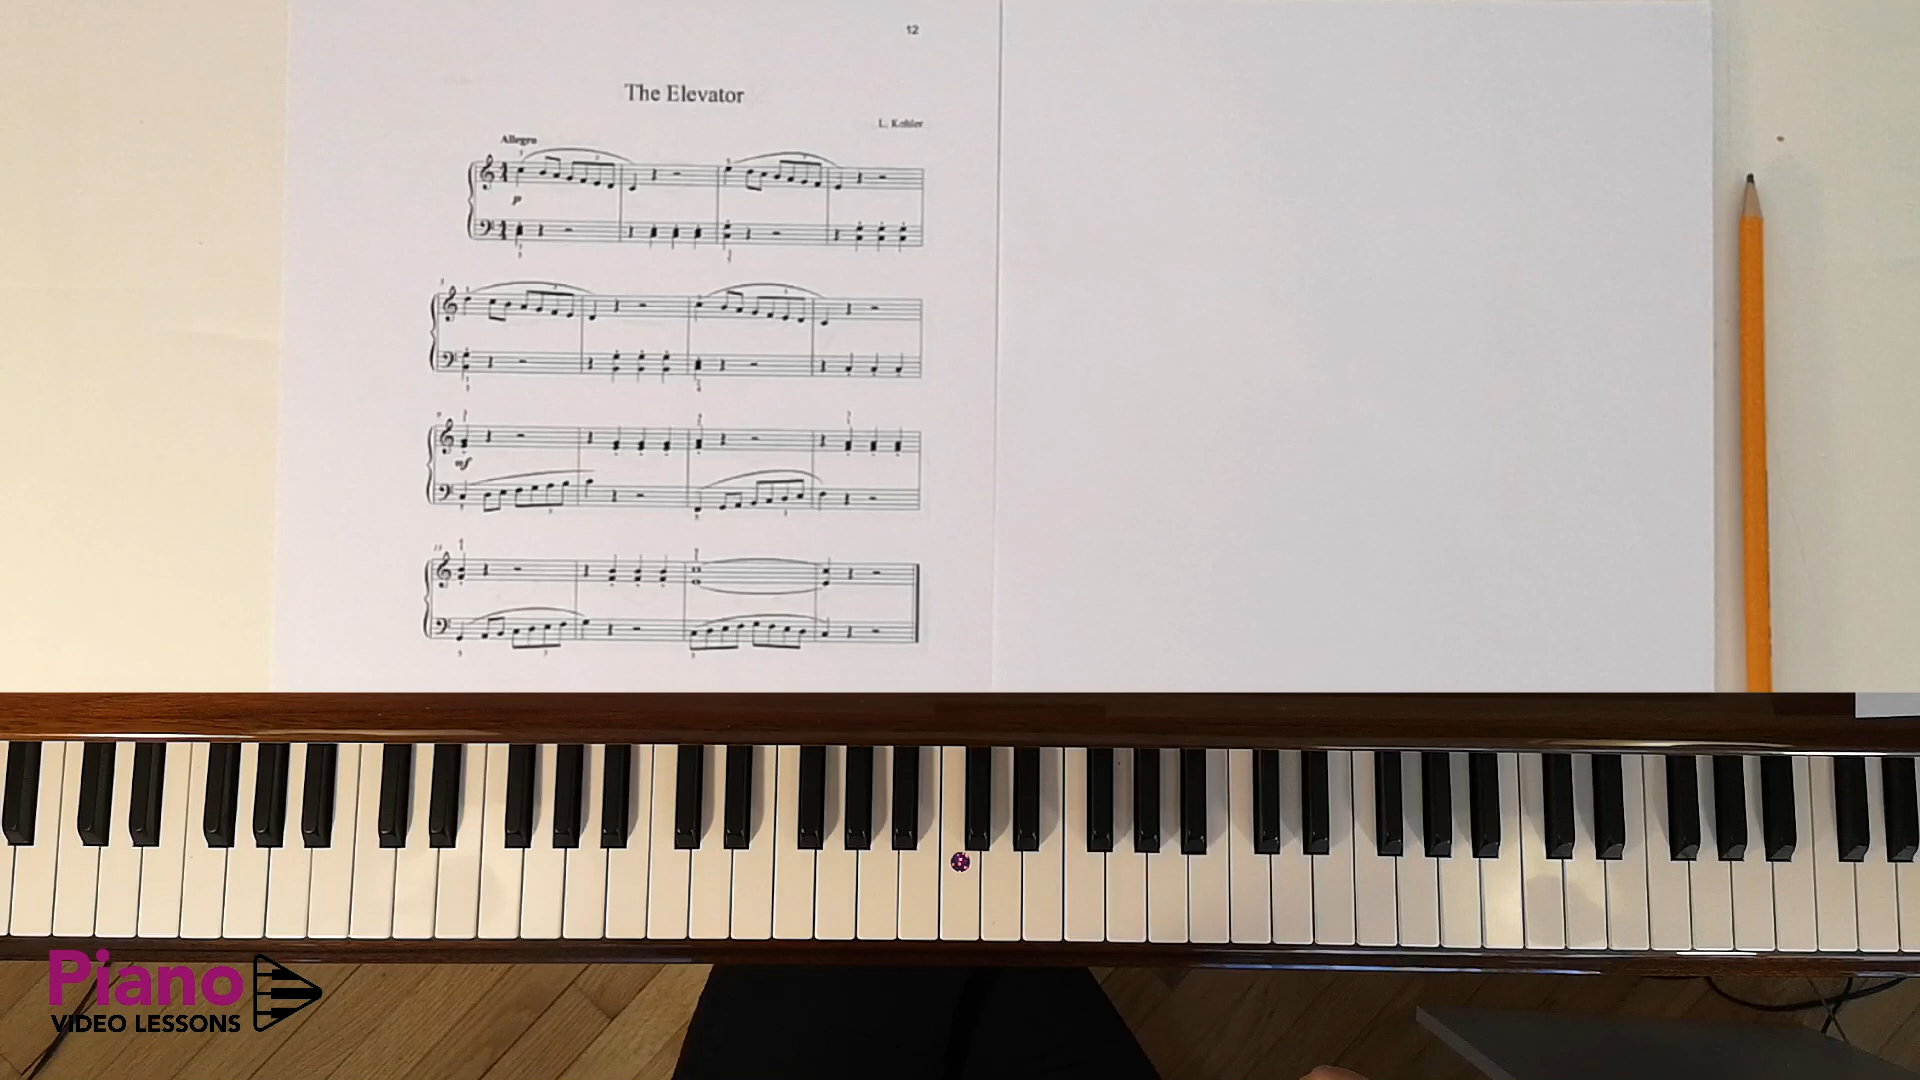 12
The Elevator
L. Kohler
Allegro
p
mf
Piano
VIDEO LESSONS